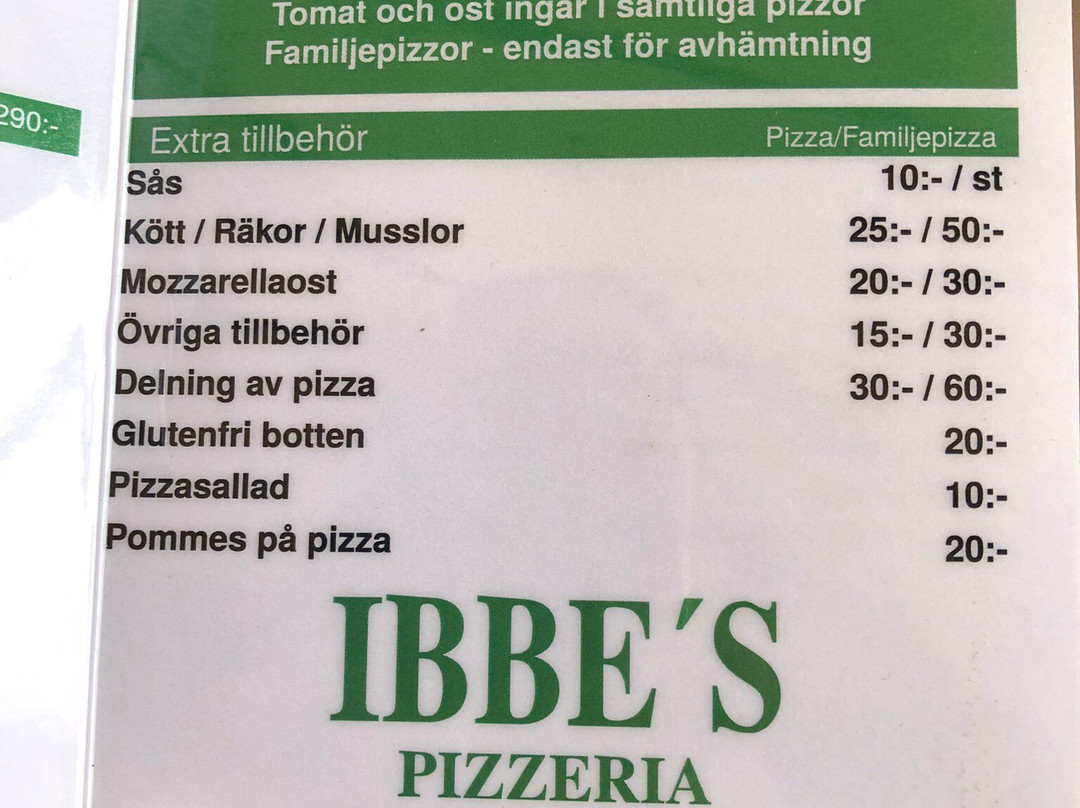 Tomat och ost ingår i samtliga pizzor
Familjepizzor - endast för avhämtning
290:-
Extra tillbehör Pizza/Familjepizza
Sås 10:- / st
Kött / Räkor / Musslor 25:- / 50:-
Mozzarellaost 20:- / 30:-
Övriga tillbehör 15:- / 30:-
Delning av pizza 30:- / 60:-
Glutenfri botten 20:-
Pizzasallad 10:-
Pommes på pizza 20:-
IBBE´S
PIZZERIA